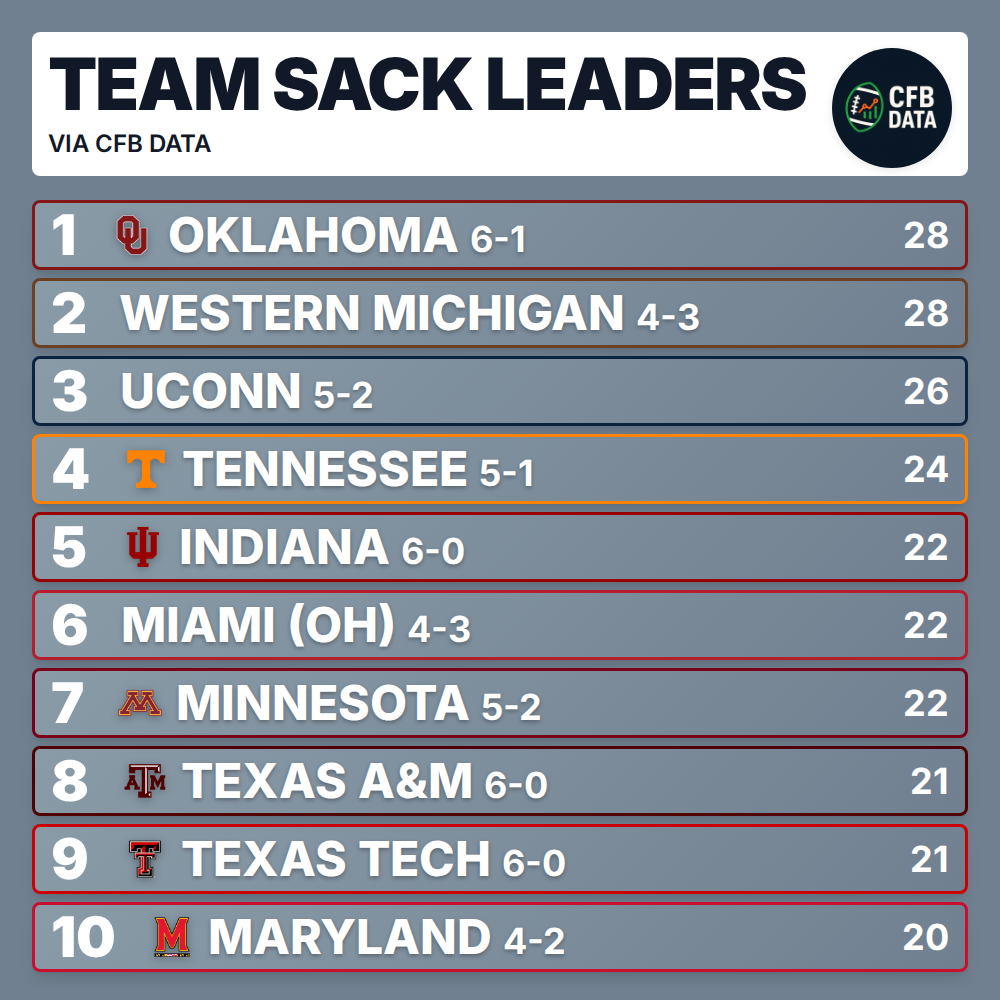 TEAM SACK LEADERS
VIA CFB DATA
CFB
DATA
1 OU OKLAHOMA 6-1 28
2 WESTERN MICHIGAN 4-3 28
3 UCONN 5-2 26
4 T TENNESSEE 5-1 24
5 INDIANA 6-0 22
6 MIAMI (OH) 4-3 22
7 M MINNESOTA 5-2 22
8 ATM TEXAS A&M 6-0 21
9 TT TEXAS TECH 6-0 21
10 M MARYLAND 4-2 20